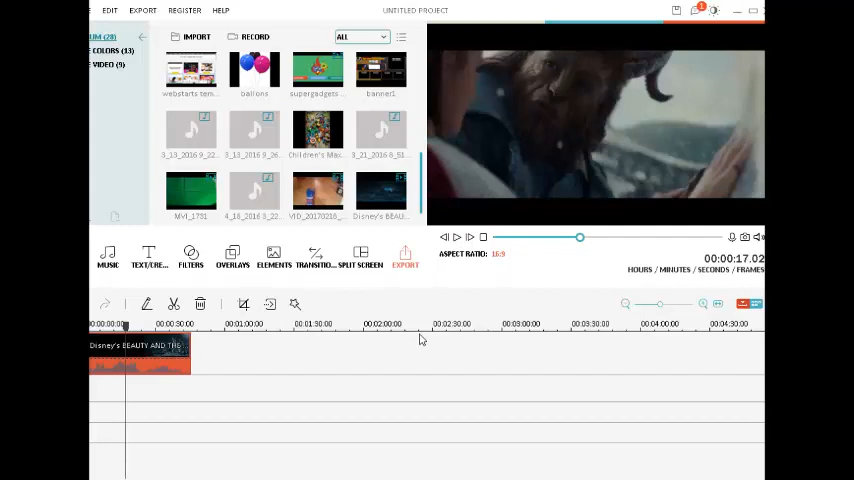 EDIT EXPORT REGISTER HELP UNTITLED PROJECT 1
UM (28) IMPORT RECORD ALL
E COLORS (13)
E VIDEO (9)
webstarts tem... ballons supergadgets... banner1
3_13_2016 9_22... 3_13_2016 9_26... Children's Max... 3_21_2016 8_51...
MVI_1731 4_18_2016 3_22... VID_20170218_... Disney's BEAU...
MUSIC TEXT/CRE... FILTERS OVERLAYS ELEMENTS TRANSITIO... SPLIT SCREEN EXPORT
ASPECT RATIO: 16:9 00:00:17.02
HOURS / MINUTES / SECONDS / FRAMES
00:00:00:00 00:00:30:00 00:01:00:00 00:01:30:00 00:02:00:00 00:02:30:00 00:03:00:00 00:03:30:00 00:04:00:00 00:04:30:00
Disney's BEAUTY AND THE